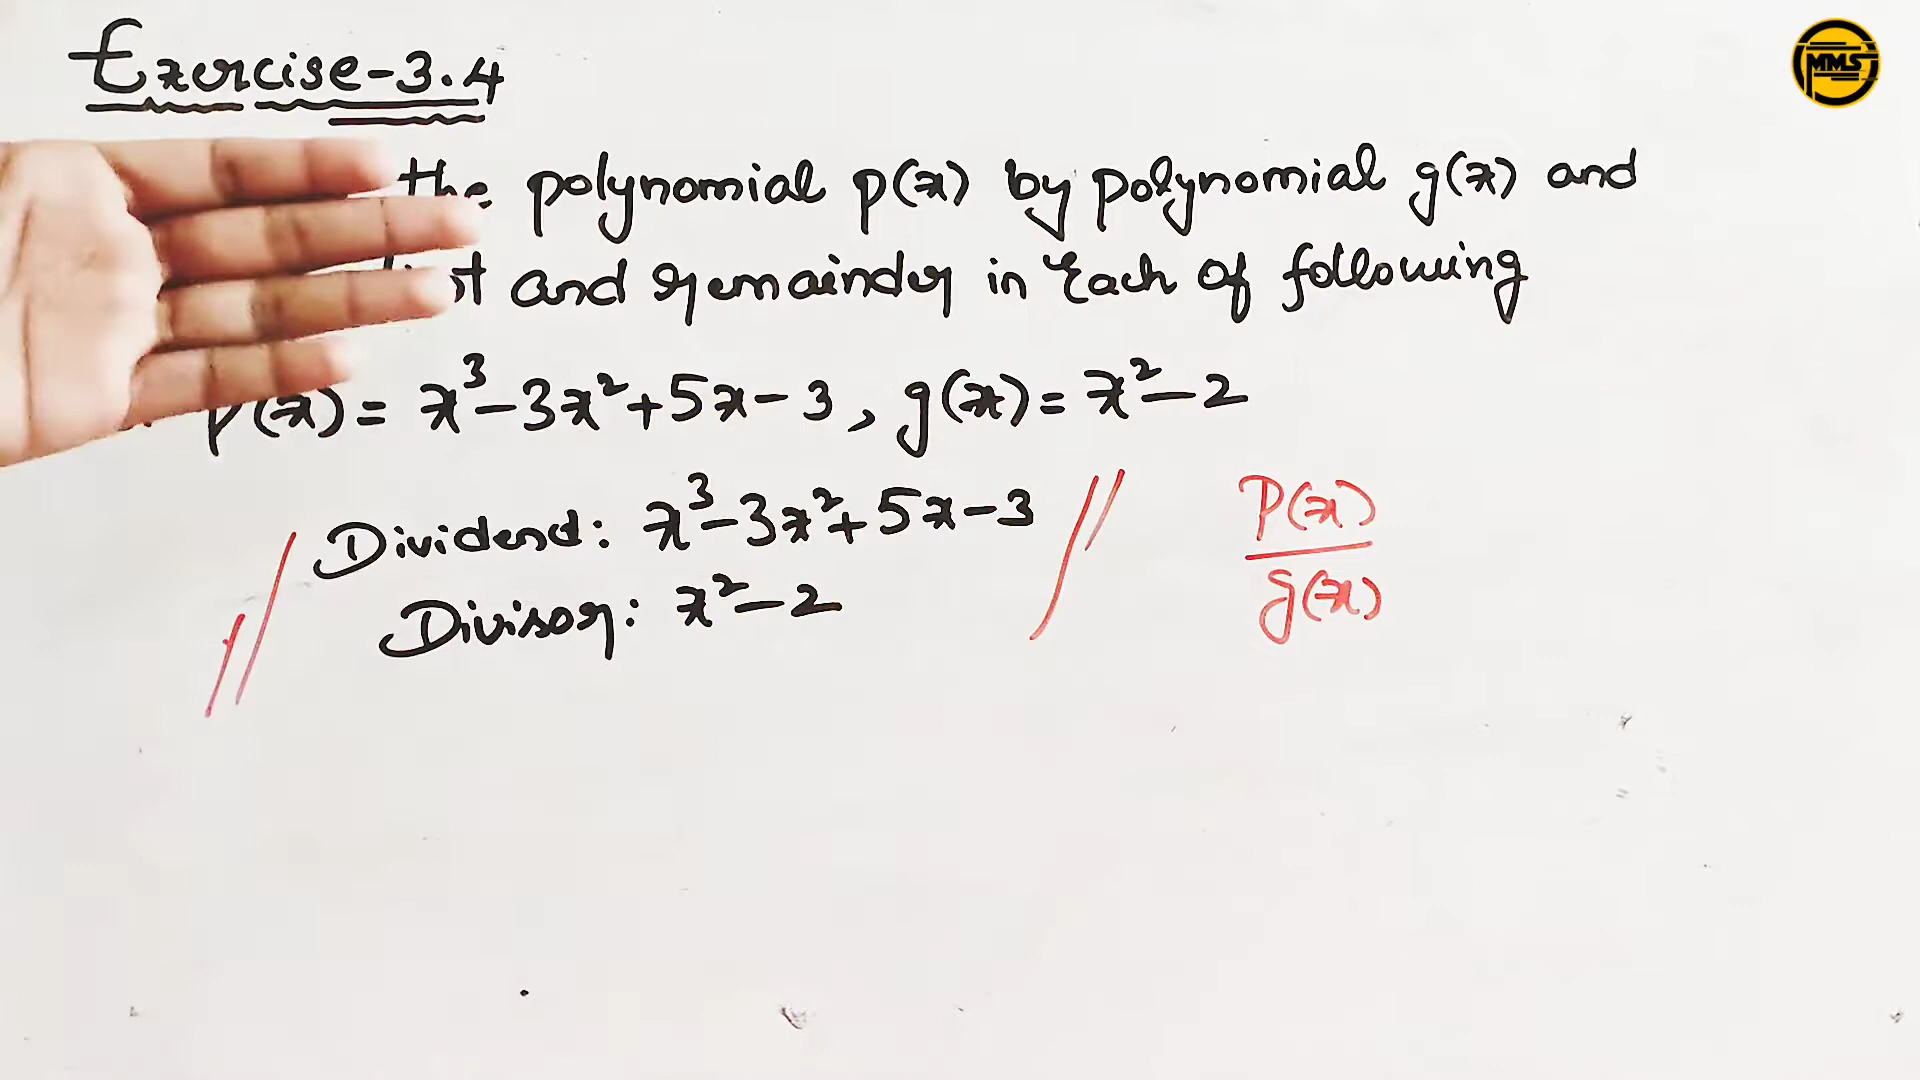 Exercise-3.4
MMS
the polynomial p(x) by polynomial g(x) and
and remainder in Each of following
p(x) = x³-3x²+5x-3, g(x) = x²-2
Dividend: x³-3x²+5x-3
Divisor: x²-2
P(x)
g(x)